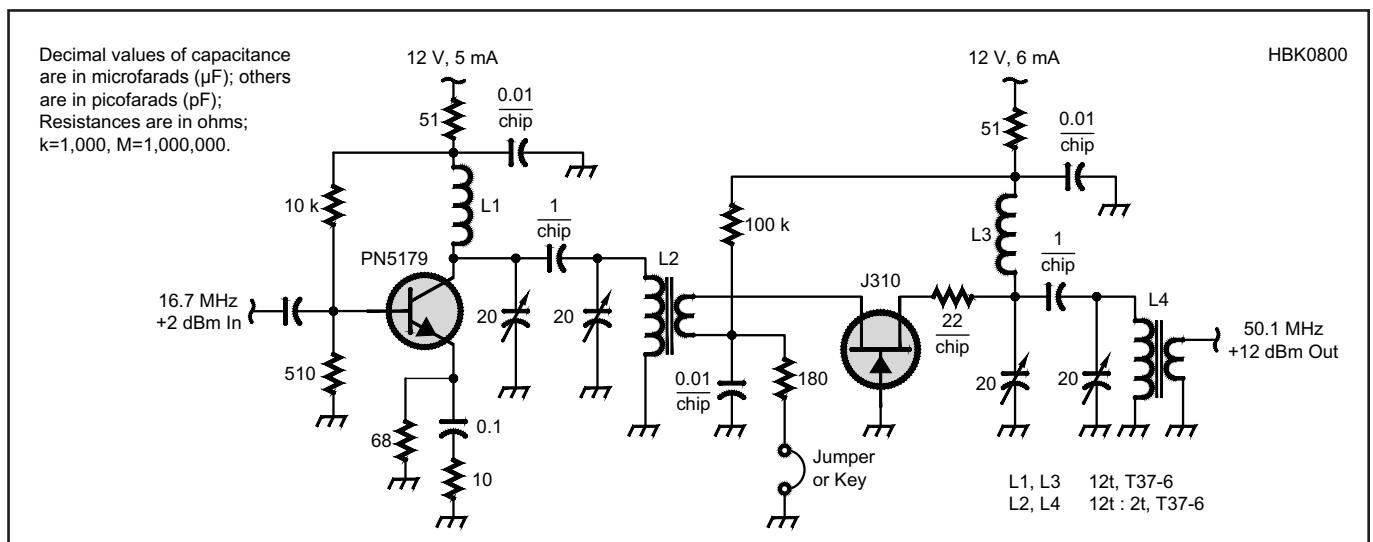 Decimal values of capacitance
are in microfarads (µF); others
are in picofarads (pF);
Resistances are in ohms;
k=1,000, M=1,000,000.
12 V, 5 mA
12 V, 6 mA
HBK0800
51
0.01
chip
51
0.01
chip
10 k
L1
1
chip
100 k
L3
1
chip
PN5179
L2
J310
L4
16.7 MHz
+2 dBm In
20
20
22
chip
50.1 MHz
+12 dBm Out
510
0.01
chip
180
20
20
68
0.1
10
Jumper
or Key
L1, L3 12t, T37-6
L2, L4 12t : 2t, T37-6